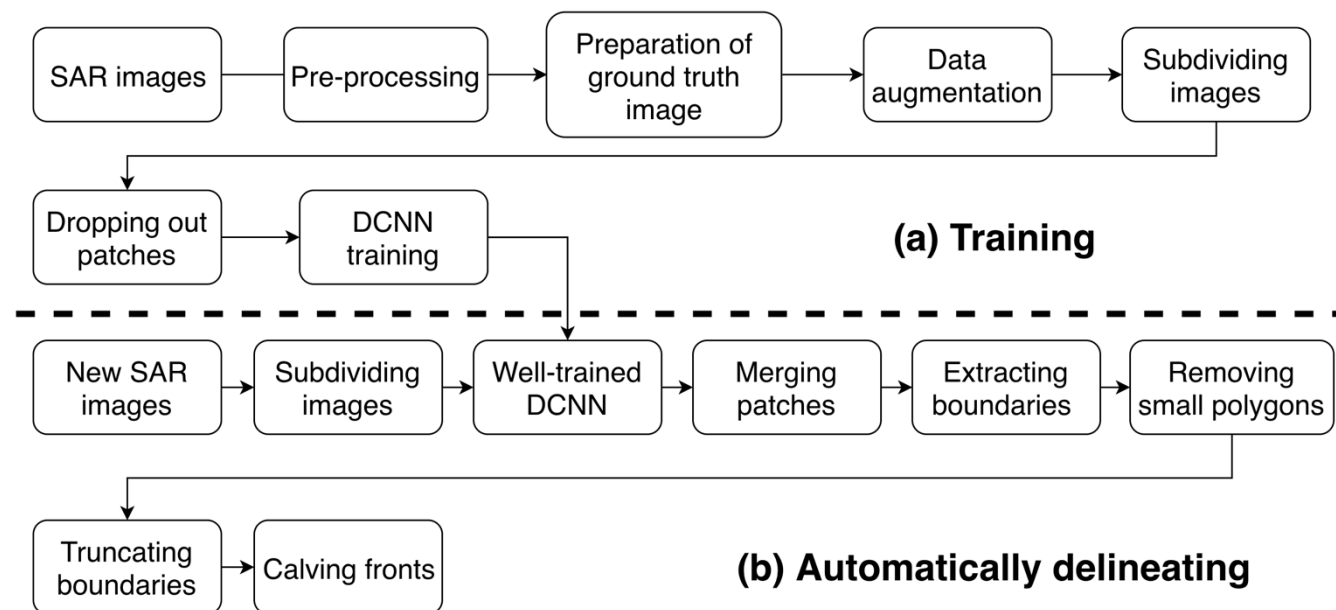 SAR images
Pre-processing
Preparation of
ground truth
image
Data
augmentation
Subdividing
images
Dropping out
patches
DCNN
training
(a) Training
New SAR
images
Subdividing
images
Well-trained
DCNN
Merging
patches
Extracting
boundaries
Removing
small polygons
Truncating
boundaries
Calving fronts
(b) Automatically delineating